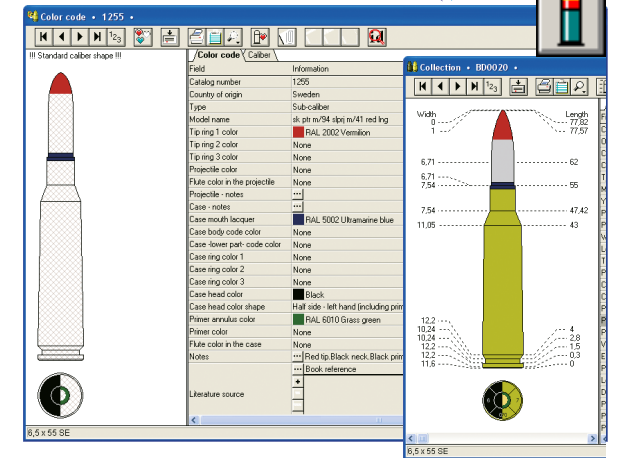 Color code • 1255 •
1 2 3
!!! Standard caliber shape !!!
Color code Caliber
Field Information
Catalog number 1255
Country of origin Sweden
Type Sub-caliber
Model name sk ptr m/94 slprj m/41 red lng
Tip ring 1 color RAL 2002 Vermilion
Tip ring 2 color None
Tip ring 3 color None
Projectile color None
Flute color in the projectile None
Projectile - notes ...
Case - notes ...
Case mouth lacquer RAL 5002 Ultramarine blue
Case body color code None
Case -lower part- code color None
Case ring color 1 None
Case ring color 2 None
Case ring color 3 None
Case head color Black
Case head color shape Half side - left hand (including prim
Primer annulus color RAL 6010 Grass green
Primer color None
Flute color in the case None
Notes ... Red tip.Black neck.Black prim
... Book reference
+
Literature source
6,5 x 55 SE
Collection • BD0020 •
1 2 3
Width Length
0 77,82
1 77,57
6,71 62
6,71
7,54 55
7,54 47,42
11,05 43
12,2 4
10,24 2,8
10,24 1,5
12,2 0,3
12,2 0
11,6
6,5 x 55 SE